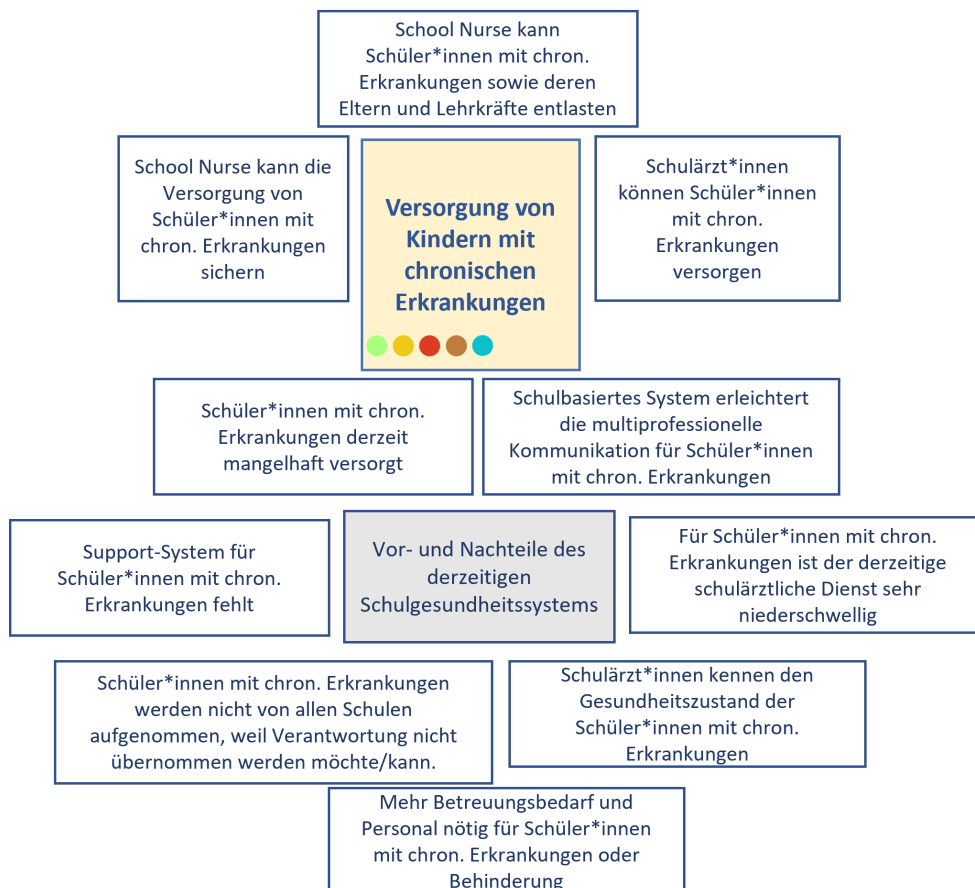 School Nurse kann
Schüler*innen mit chron.
Erkrankungen sowie deren
Eltern und Lehrkräfte entlasten
School Nurse kann die
Versorgung von
Schüler*innen mit
chron. Erkrankungen
sichern
Versorgung von
Kindern mit
chronischen
Erkrankungen
Schulärzt*innen
können Schüler*innen
mit chron.
Erkrankungen
versorgen
Schüler*innen mit chron.
Erkrankungen derzeit
mangelhaft versorgt
Schulbasiertes System erleichtert
die multiprofessionelle
Kommunikation für Schüler*innen
mit chron. Erkrankungen
Support-System für
Schüler*innen mit chron.
Erkrankungen fehlt
Vor- und Nachteile des
derzeitigen
Schulgesundheitssystems
Für Schüler*innen mit chron.
Erkrankungen ist der derzeitige
schulärztliche Dienst sehr
niederschwellig
Schüler*innen mit chron. Erkrankungen
werden nicht von allen Schulen
aufgenommen, weil Verantwortung nicht
übernommen werden möchte/kann.
Schulärzt*innen kennen den
Gesundheitszustand der
Schüler*innen mit chron.
Erkrankungen
Mehr Betreuungsbedarf und
Personal nötig für Schüler*innen
mit chron. Erkrankungen oder
Behinderung